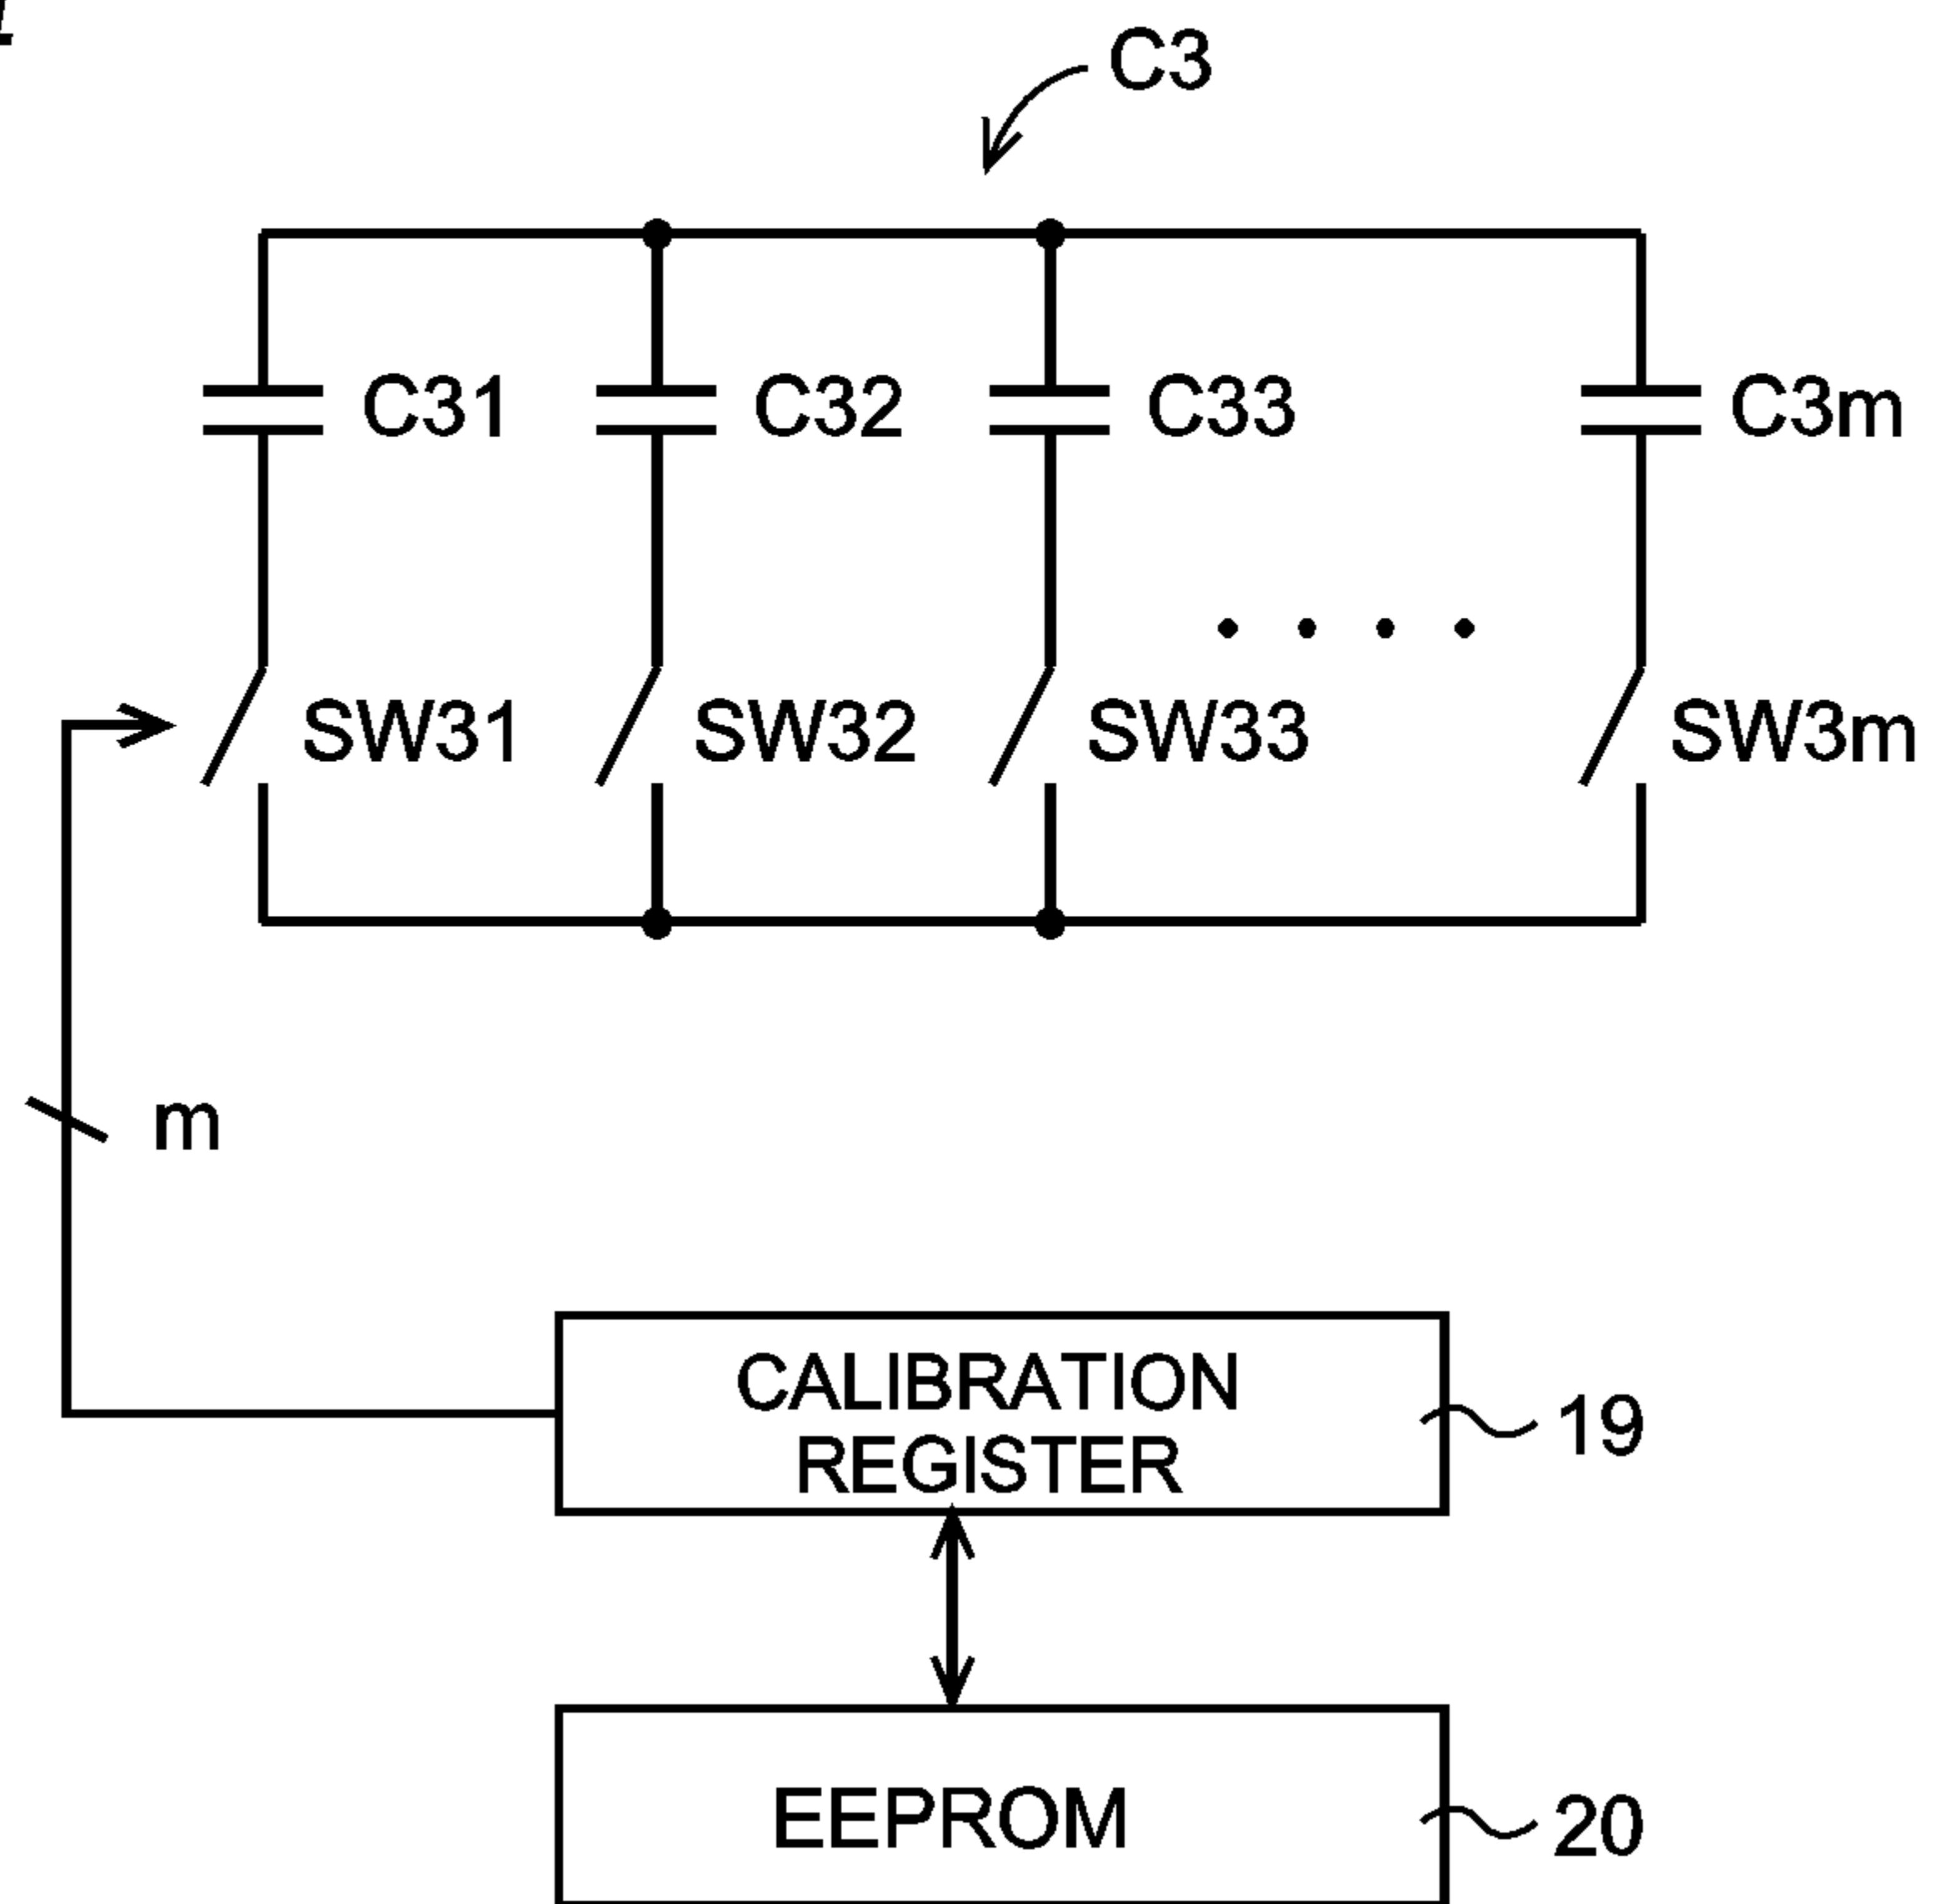 C3
C31 C32 C33 C3m
SW31 SW32 SW33 SW3m
m
CALIBRATION
REGISTER
19
EEPROM
20